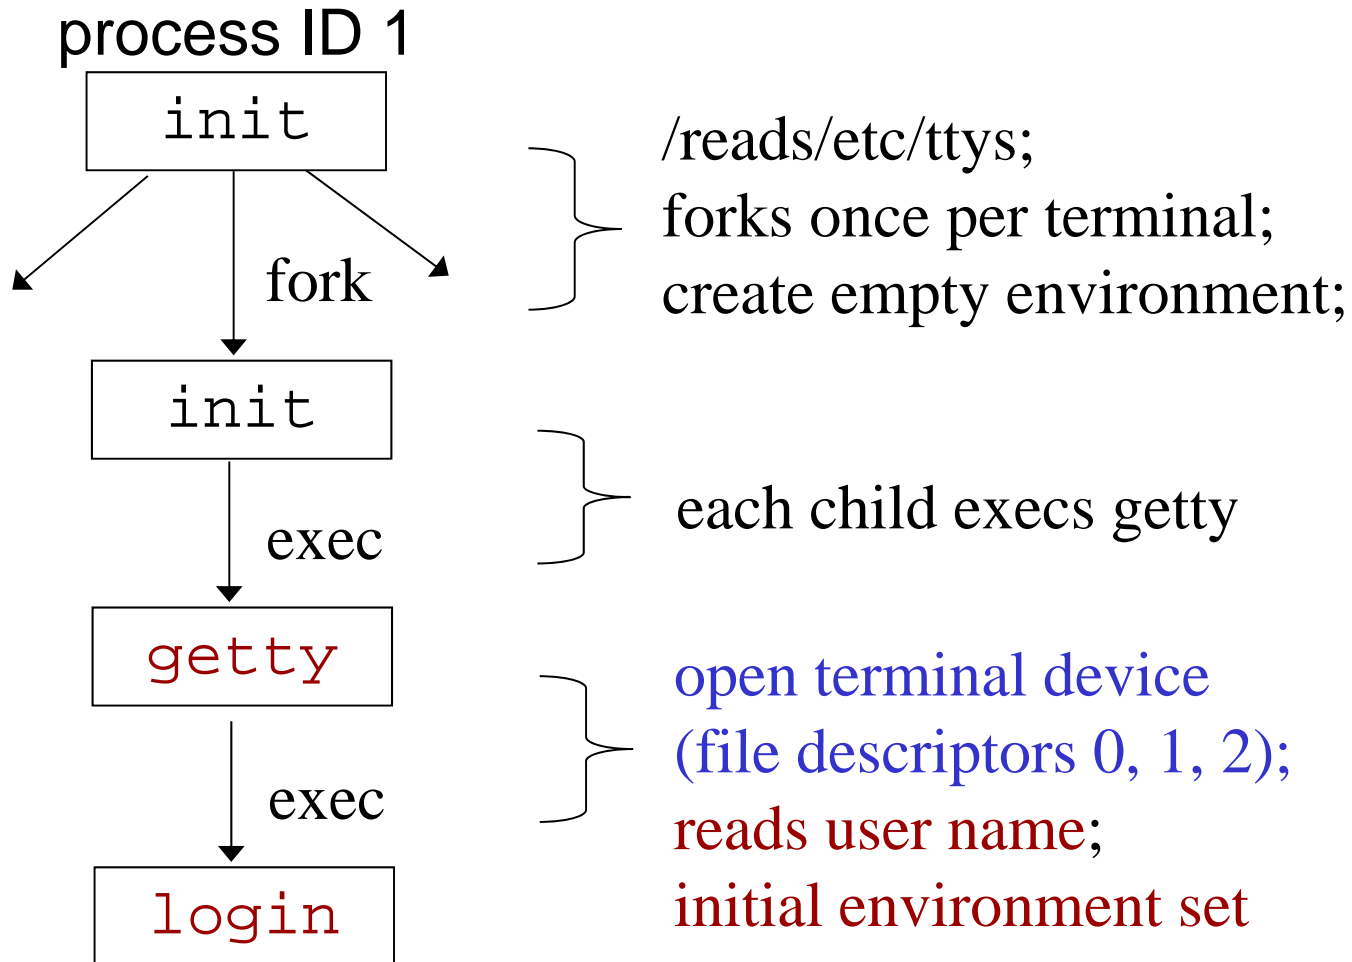 process ID 1
init
/reads/etc/ttys;
forks once per terminal;
fork
create empty environment;
init
each child execs getty
exec
getty
open terminal device
(file descriptors 0, 1, 2);
exec
reads user name;
login
initial environment set